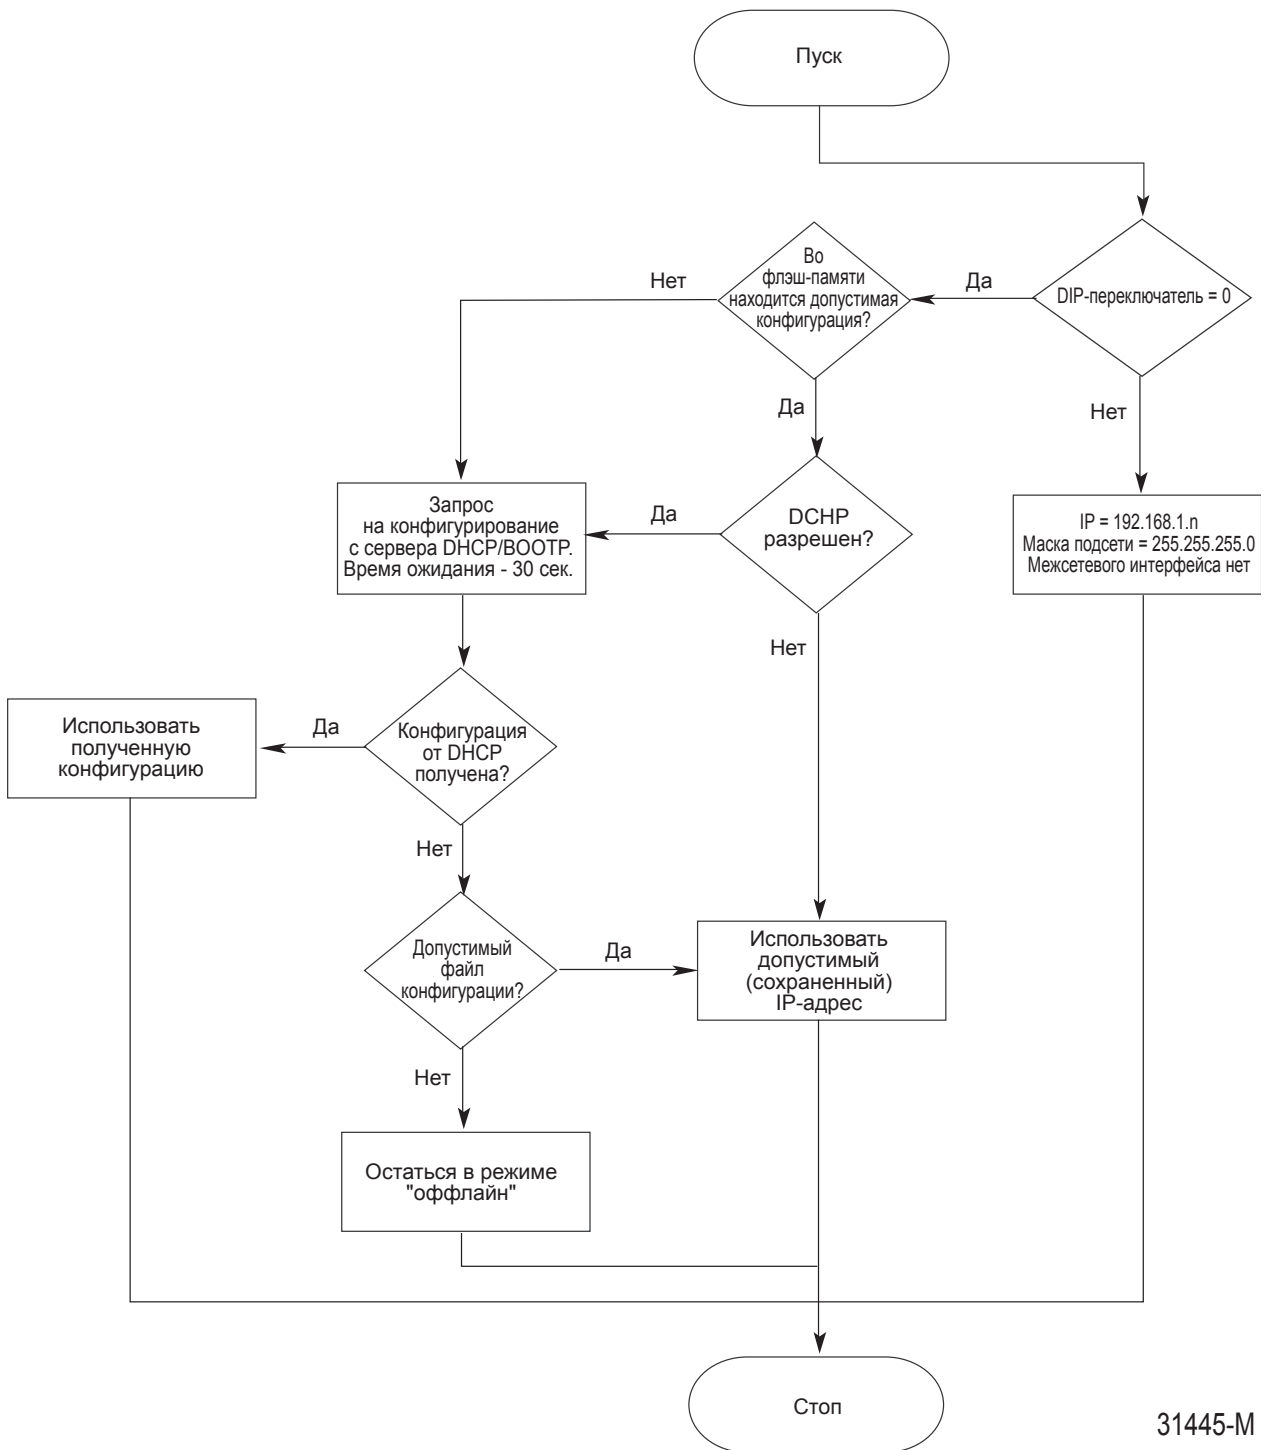 Пуск
Во
флэш-памяти
находится допустимая
конфигурация?
Нет
Да
DIP-переключатель = 0
Да
Нет
Запрос
на конфигурирование
с сервера DHCP/BOOTP.
Время ожидания - 30 сек.
Да
DCHP
разрешен?
IP = 192.168.1.n
Маска подсети = 255.255.255.0
Межсетевого интерфейса нет
Нет
Использовать
полученную
конфигурацию
Да
Конфигурация
от DHCP
получена?
Нет
Допустимый
файл
конфигурации?
Да
Использовать
допустимый
(сохраненный)
IP-адрес
Нет
Остаться в режиме
"оффлайн"
Стоп
31445-M